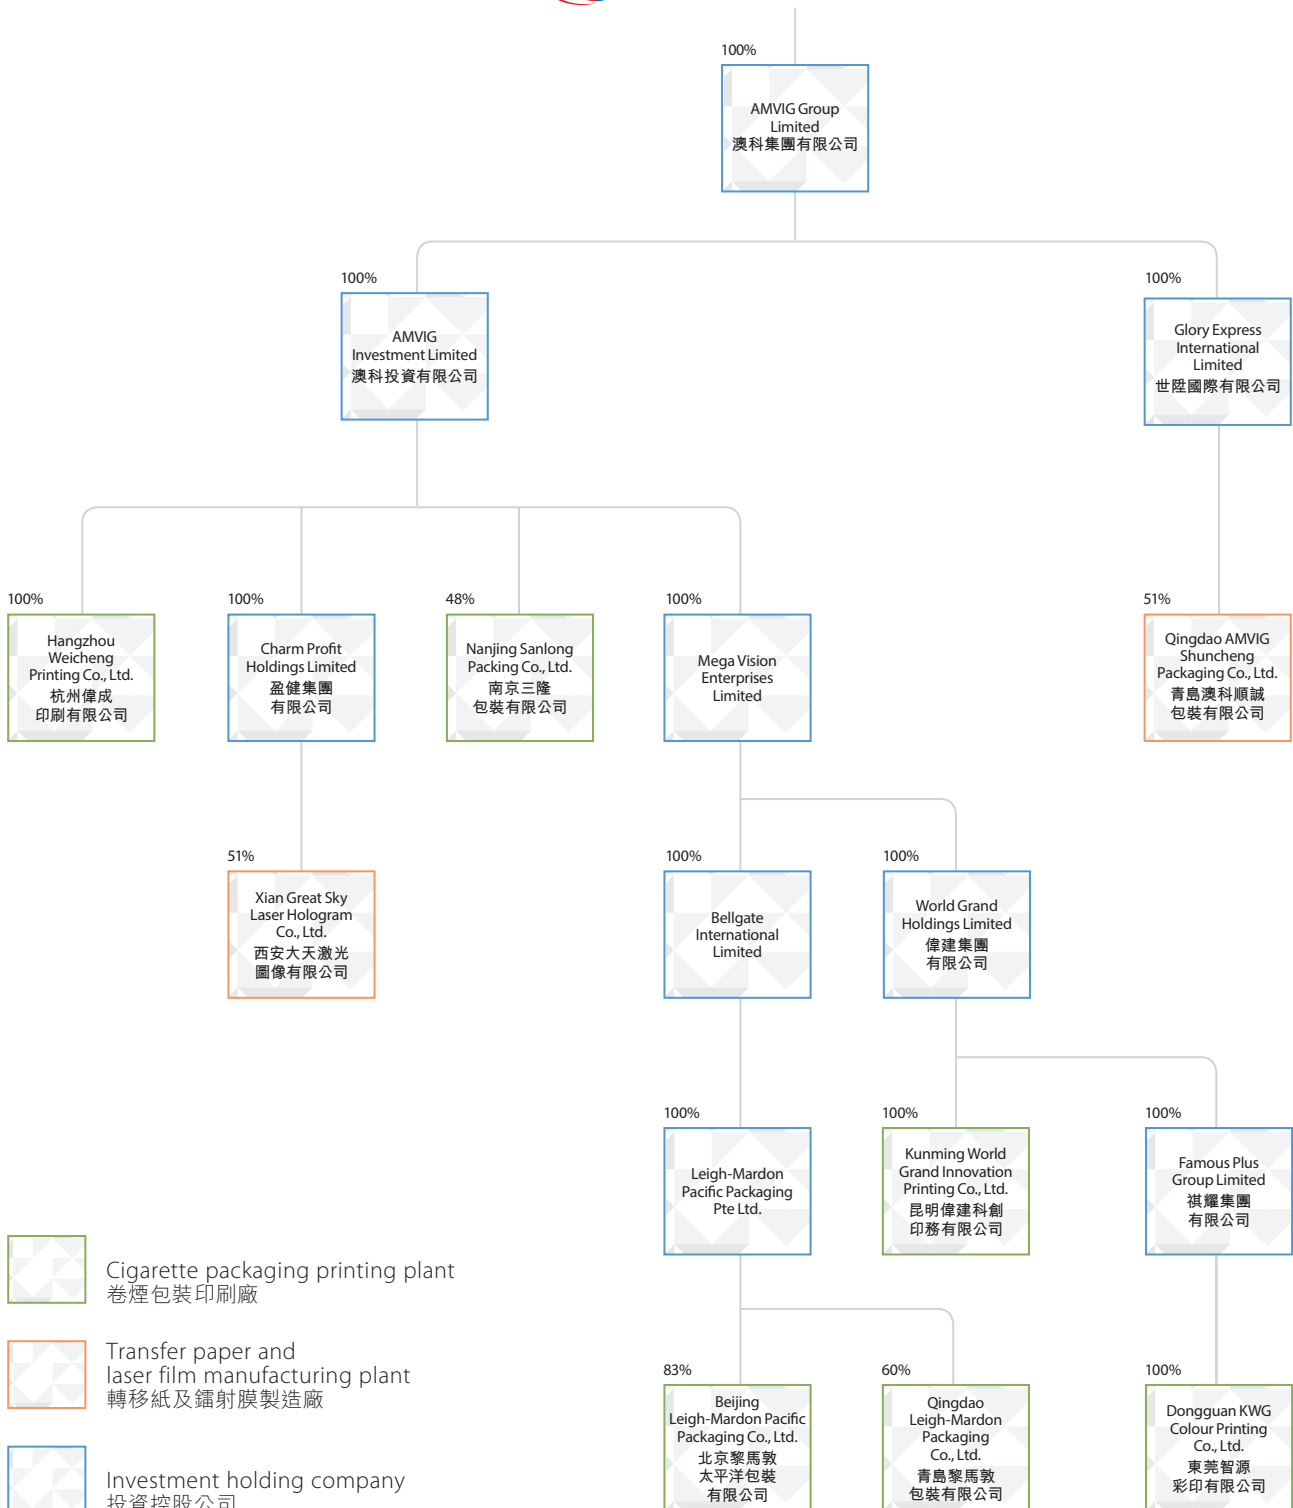 100%
AMVIG Group
Limited
澳科集團有限公司
100%
AMVIG
Investment Limited
澳科投資有限公司
100%
Glory Express
International
Limited
世陞國際有限公司
100%
Hangzhou
Weicheng
Printing Co., Ltd.
杭州偉成
印刷有限公司
100%
Charm Profit
Holdings Limited
盈健集團
有限公司
48%
Nanjing Sanlong
Packing Co., Ltd.
南京三隆
包裝有限公司
100%
Mega Vision
Enterprises
Limited
51%
Qingdao AMVIG
Shuncheng
Packaging Co., Ltd.
青島澳科順誠
包裝有限公司
51%
Xian Great Sky
Laser Hologram
Co., Ltd.
西安大天激光
圖像有限公司
100%
Bellgate
International
Limited
100%
World Grand
Holdings Limited
偉建集團
有限公司
100%
Leigh-Mardon
Pacific Packaging
Pte Ltd.
100%
Kunming World
Grand Innovation
Printing Co., Ltd.
昆明偉建科創
印務有限公司
100%
Famous Plus
Group Limited
祺耀集團
有限公司
83%
Beijing
Leigh-Mardon Pacific
Packaging Co., Ltd.
北京黎馬敦
太平洋包裝
有限公司
60%
Qingdao
Leigh-Mardon
Packaging
Co., Ltd.
青島黎馬敦
包裝有限公司
100%
Dongguan KWG
Colour Printing
Co., Ltd.
東莞智源
彩印有限公司
Cigarette packaging printing plant
卷煙包裝印刷廠
Transfer paper and
laser film manufacturing plant
轉移紙及鐳射膜製造廠
Investment holding company
投資控股公司